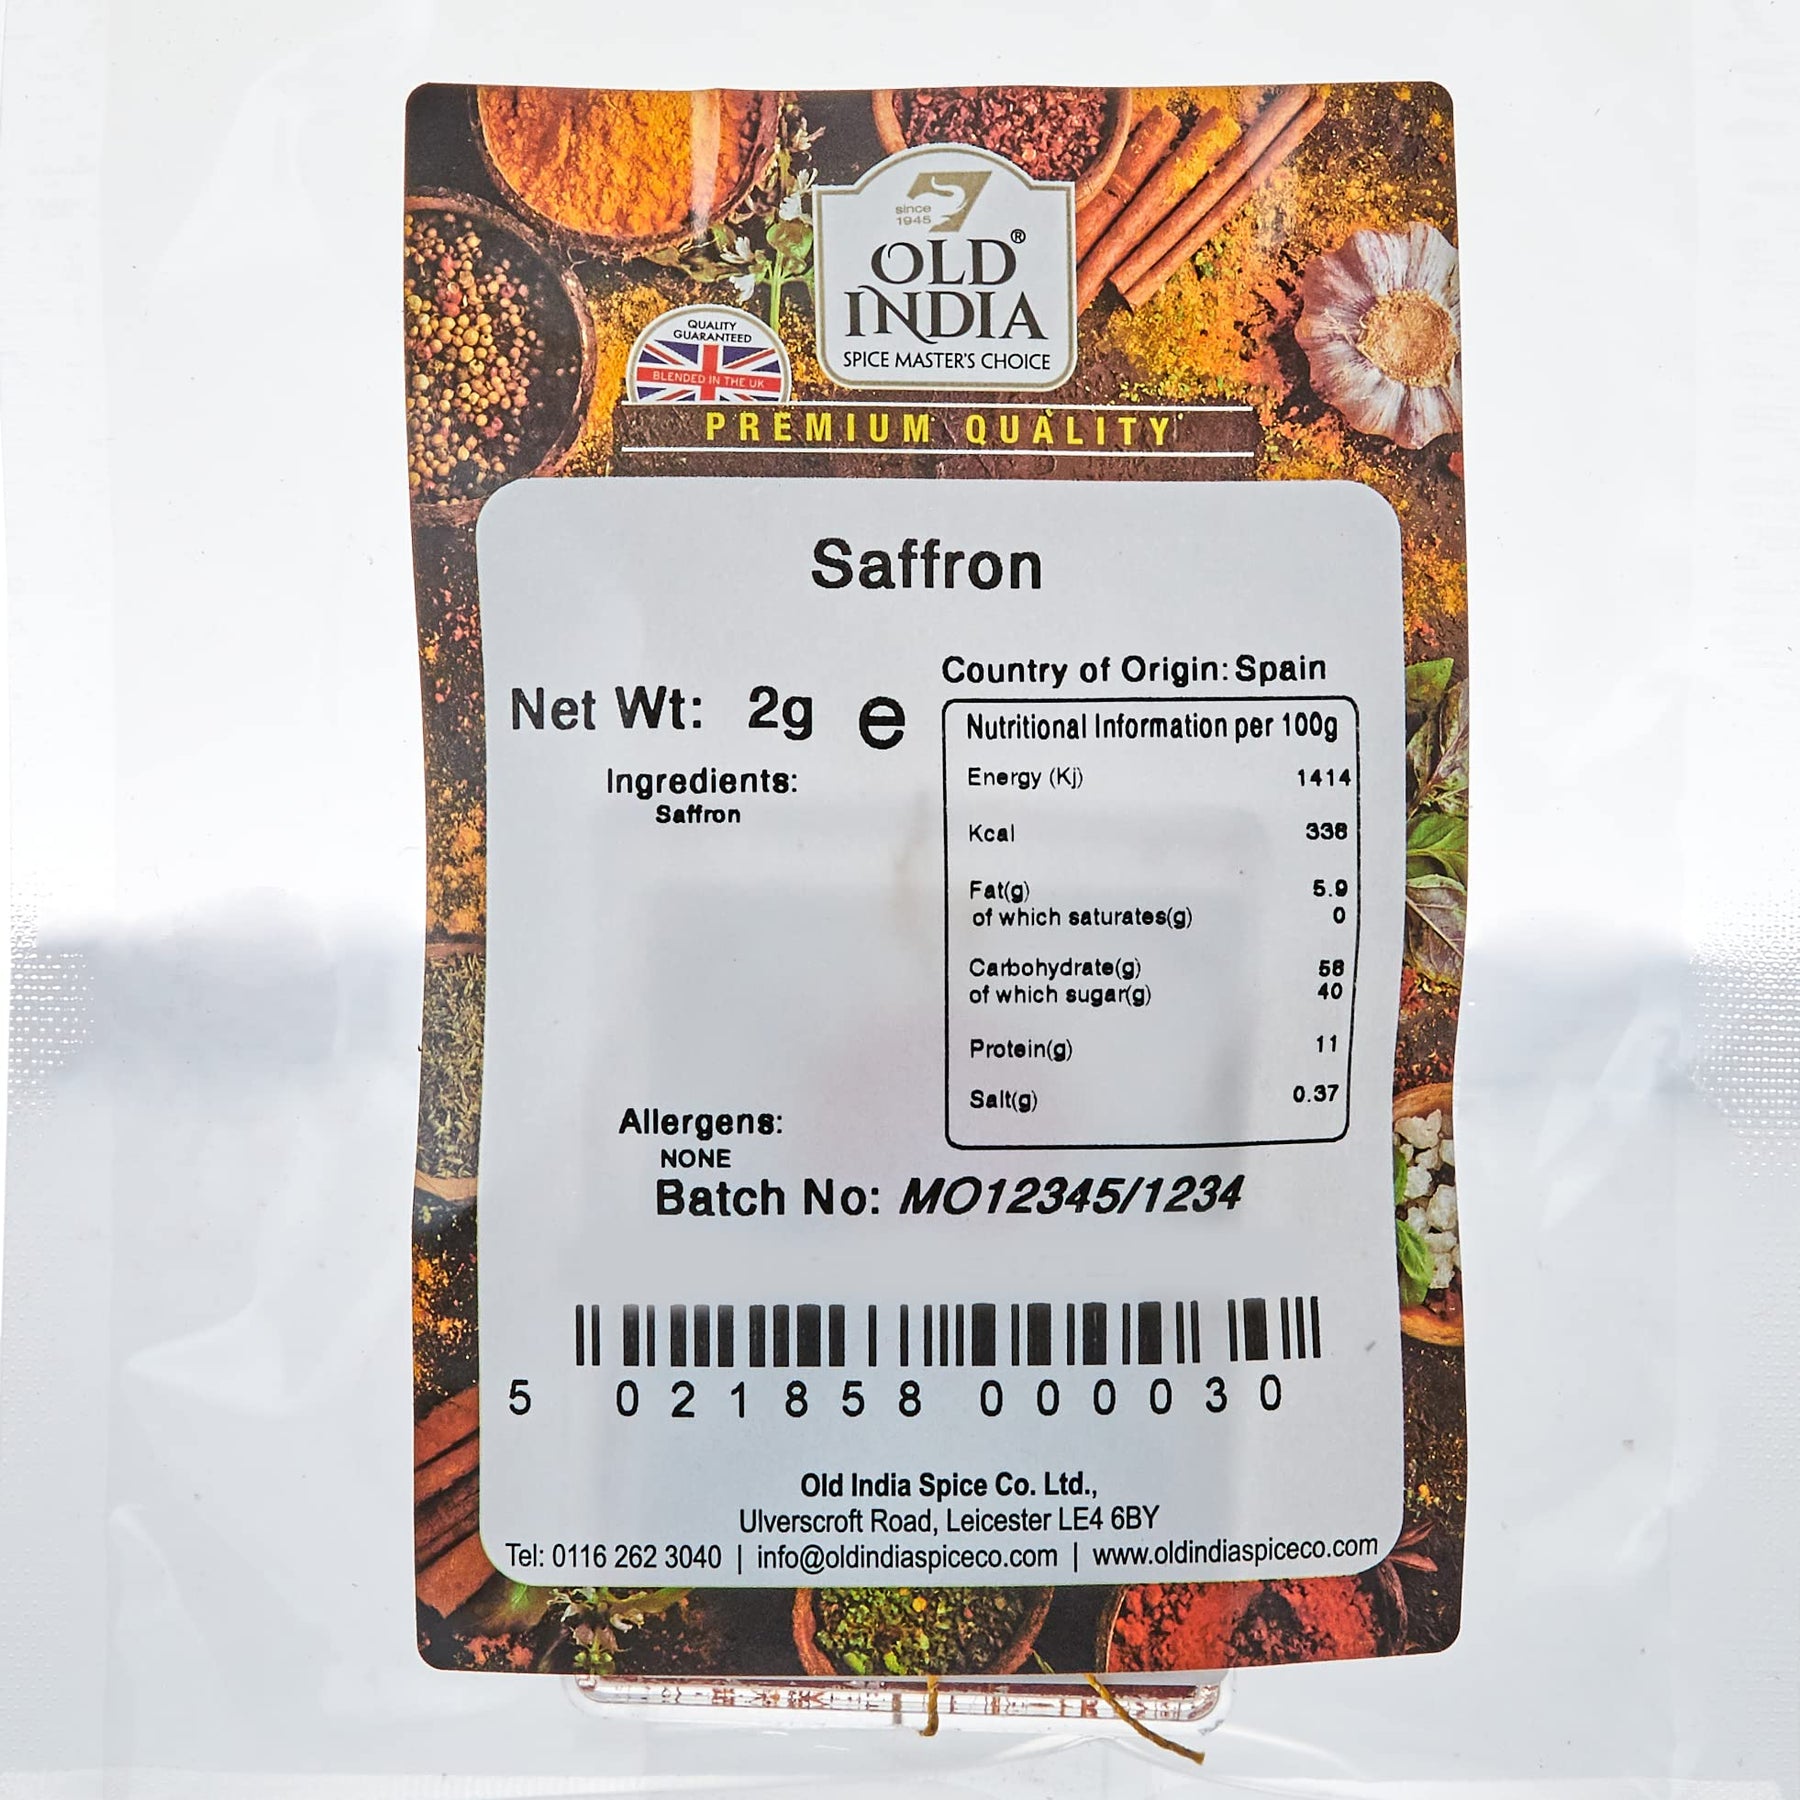 since
1945
OLD®
INDIA
SPICE MASTER'S CHOICE
QUALITY
GUARANTEED
BLENDED IN THE UK
PREMIUM QUALITY
Saffron
Net Wt: 2g e
Ingredients:
Saffron
Country of Origin: Spain
Nutritional Information per 100g
Energy (Kj) 1414
Kcal 338
Fat(g) 5.9
of which saturates(g) 0
Carbohydrate(g) 58
of which sugar(g) 40
Protein(g) 11
Salt(g) 0.37
Allergens:
NONE
Batch No: MO12345/1234
5 021858 000030
Old India Spice Co. Ltd.,
Ulverscroft Road, Leicester LE4 6BY
Tel: 0116 262 3040 | info@oldindiaspiceco.com | www.oldindiaspiceco.com